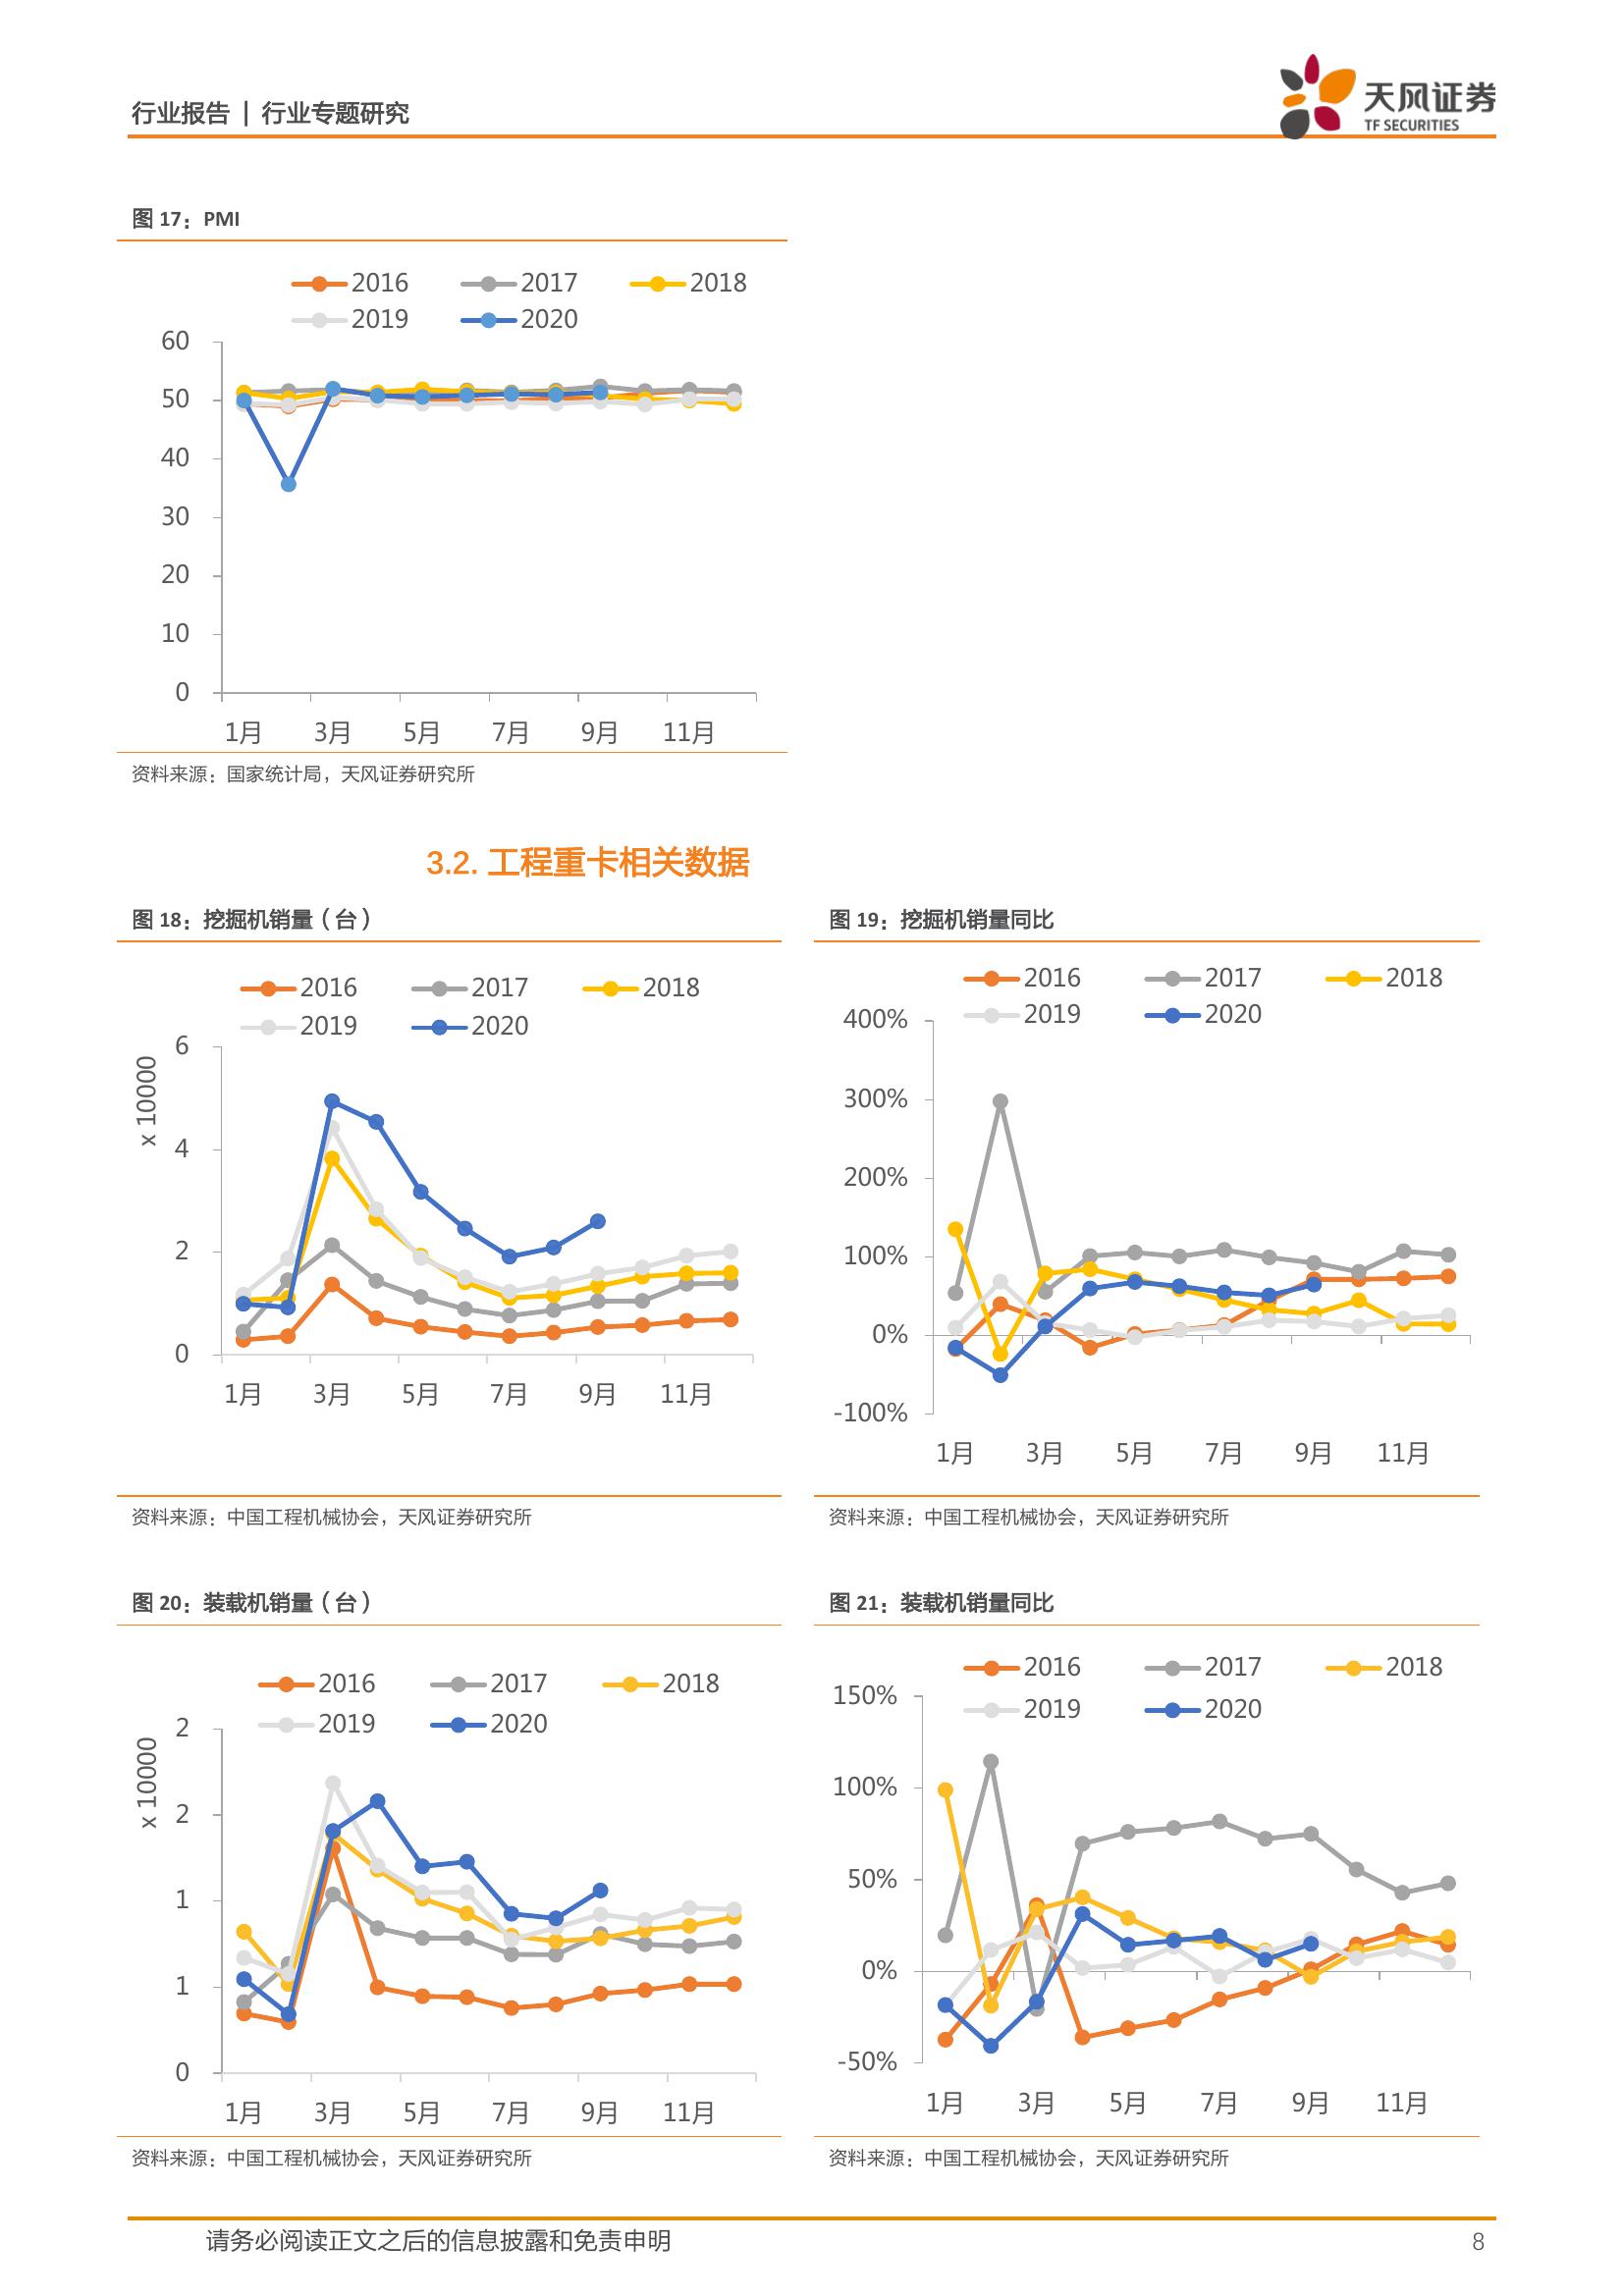 行业报告 | 行业专题研究
天风证券
TF SECURITIES
图 17：PMI
2016 2017 2018
2019 2020
60
50
40
30
20
10
0
1月 3月 5月 7月 9月 11月
资料来源：国家统计局，天风证券研究所
3.2. 工程重卡相关数据
图 18：挖掘机销量（台）
2016 2017 2018
2019 2020
x 10000
6
4
2
0
1月 3月 5月 7月 9月 11月
资料来源：中国工程机械协会，天风证券研究所
图 19：挖掘机销量同比
2016 2017 2018
2019 2020
400%
300%
200%
100%
0%
-100%
1月 3月 5月 7月 9月 11月
资料来源：中国工程机械协会，天风证券研究所
图 20：装载机销量（台）
2016 2017 2018
2019 2020
x 10000
2
2
1
1
0
1月 3月 5月 7月 9月 11月
资料来源：中国工程机械协会，天风证券研究所
图 21：装载机销量同比
2016 2017 2018
2019 2020
150%
100%
50%
0%
-50%
1月 3月 5月 7月 9月 11月
资料来源：中国工程机械协会，天风证券研究所
请务必阅读正文之后的信息披露和免责申明 8